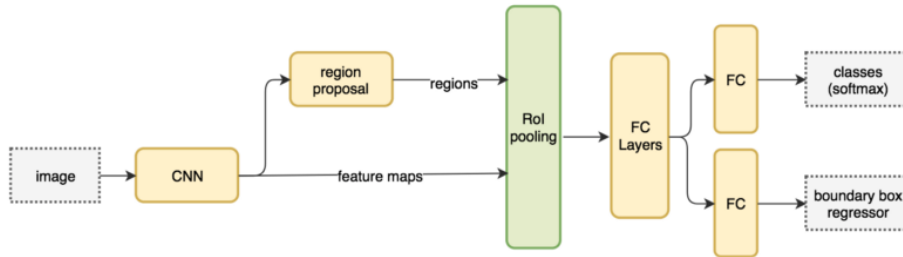 image
CNN
region
proposal
regions
feature maps
RoI
pooling
FC
Layers
FC
classes
(softmax)
FC
boundary box
regressor